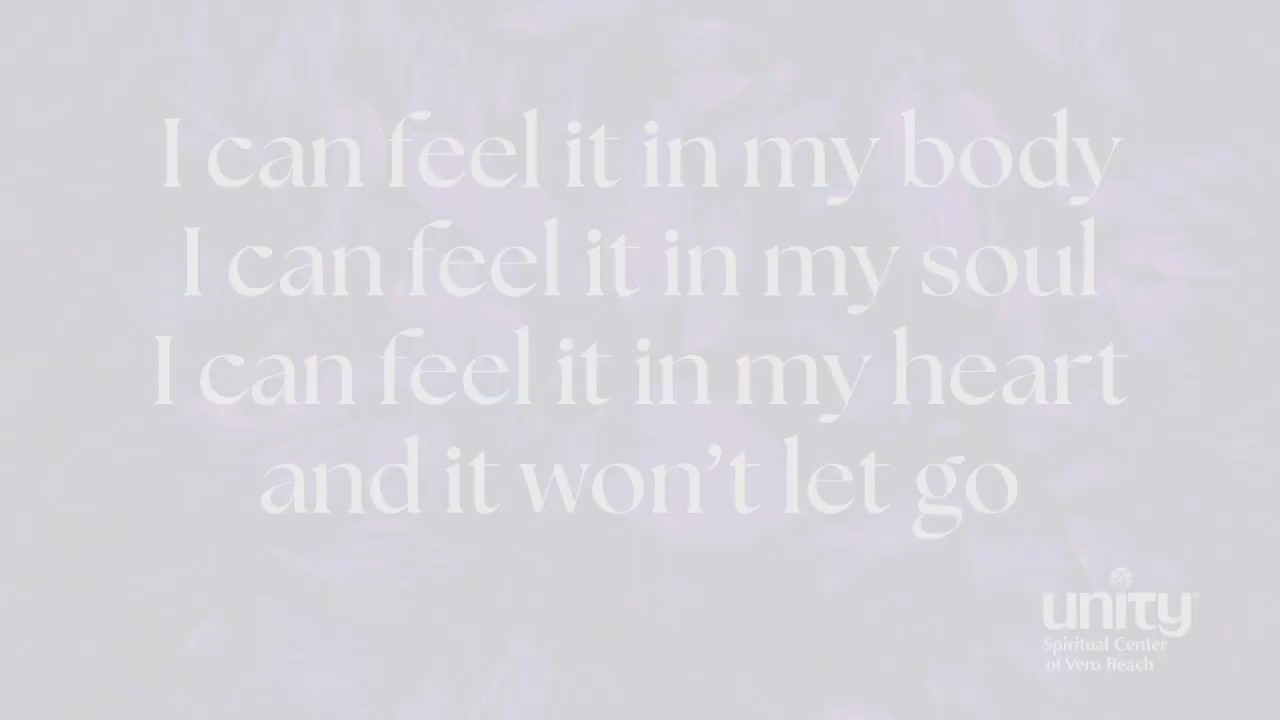 I can feel it in my body
I can feel it in my soul
I can feel it in my heart
and it won’t let go
unity
Spiritual Center
of Vero Beach